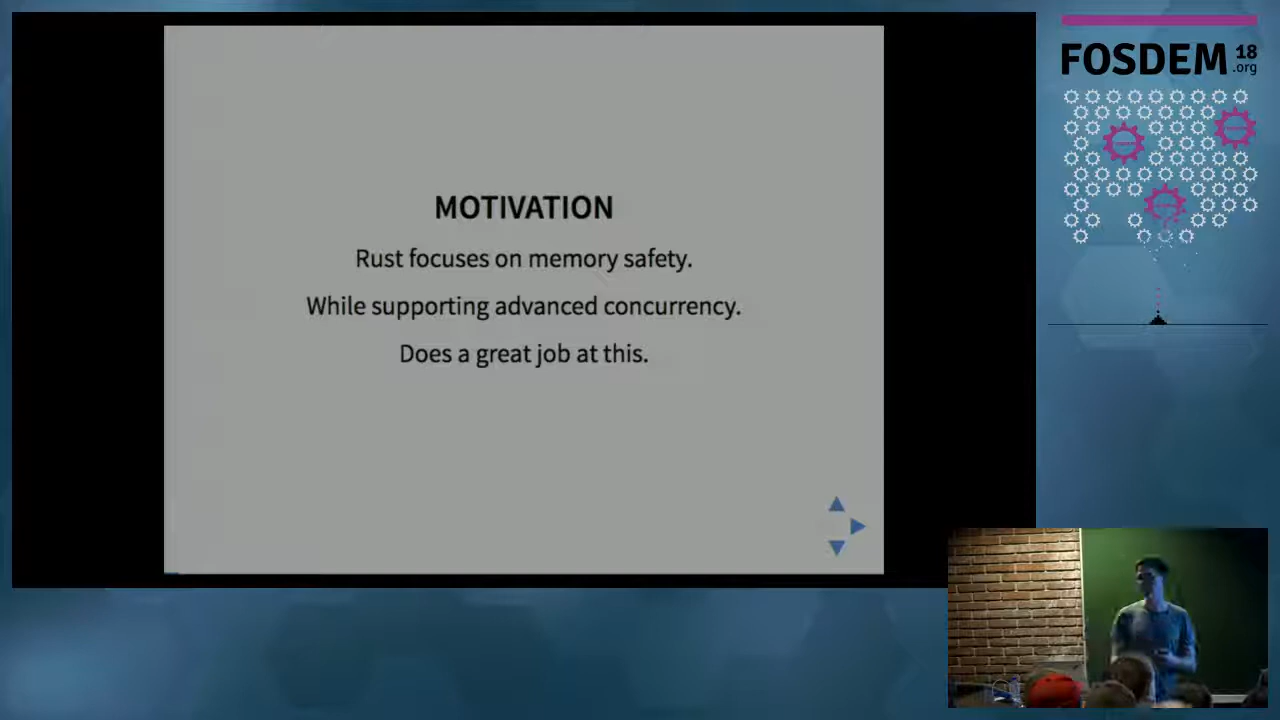 MOTIVATION
Rust focuses on memory safety.
While supporting advanced concurrency.
Does a great job at this.
FOSDEM 18
.org